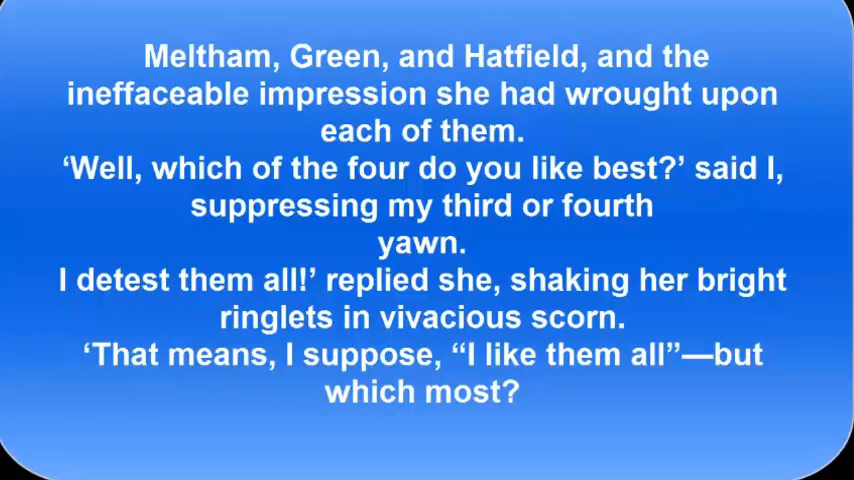 Meltham, Green, and Hatfield, and the
ineffaceable impression she had wrought upon
each of them.
‘Well, which of the four do you like best?’ said I,
suppressing my third or fourth
yawn.
I detest them all!’ replied she, shaking her bright
ringlets in vivacious scorn.
‘That means, I suppose, “I like them all”—but
which most?